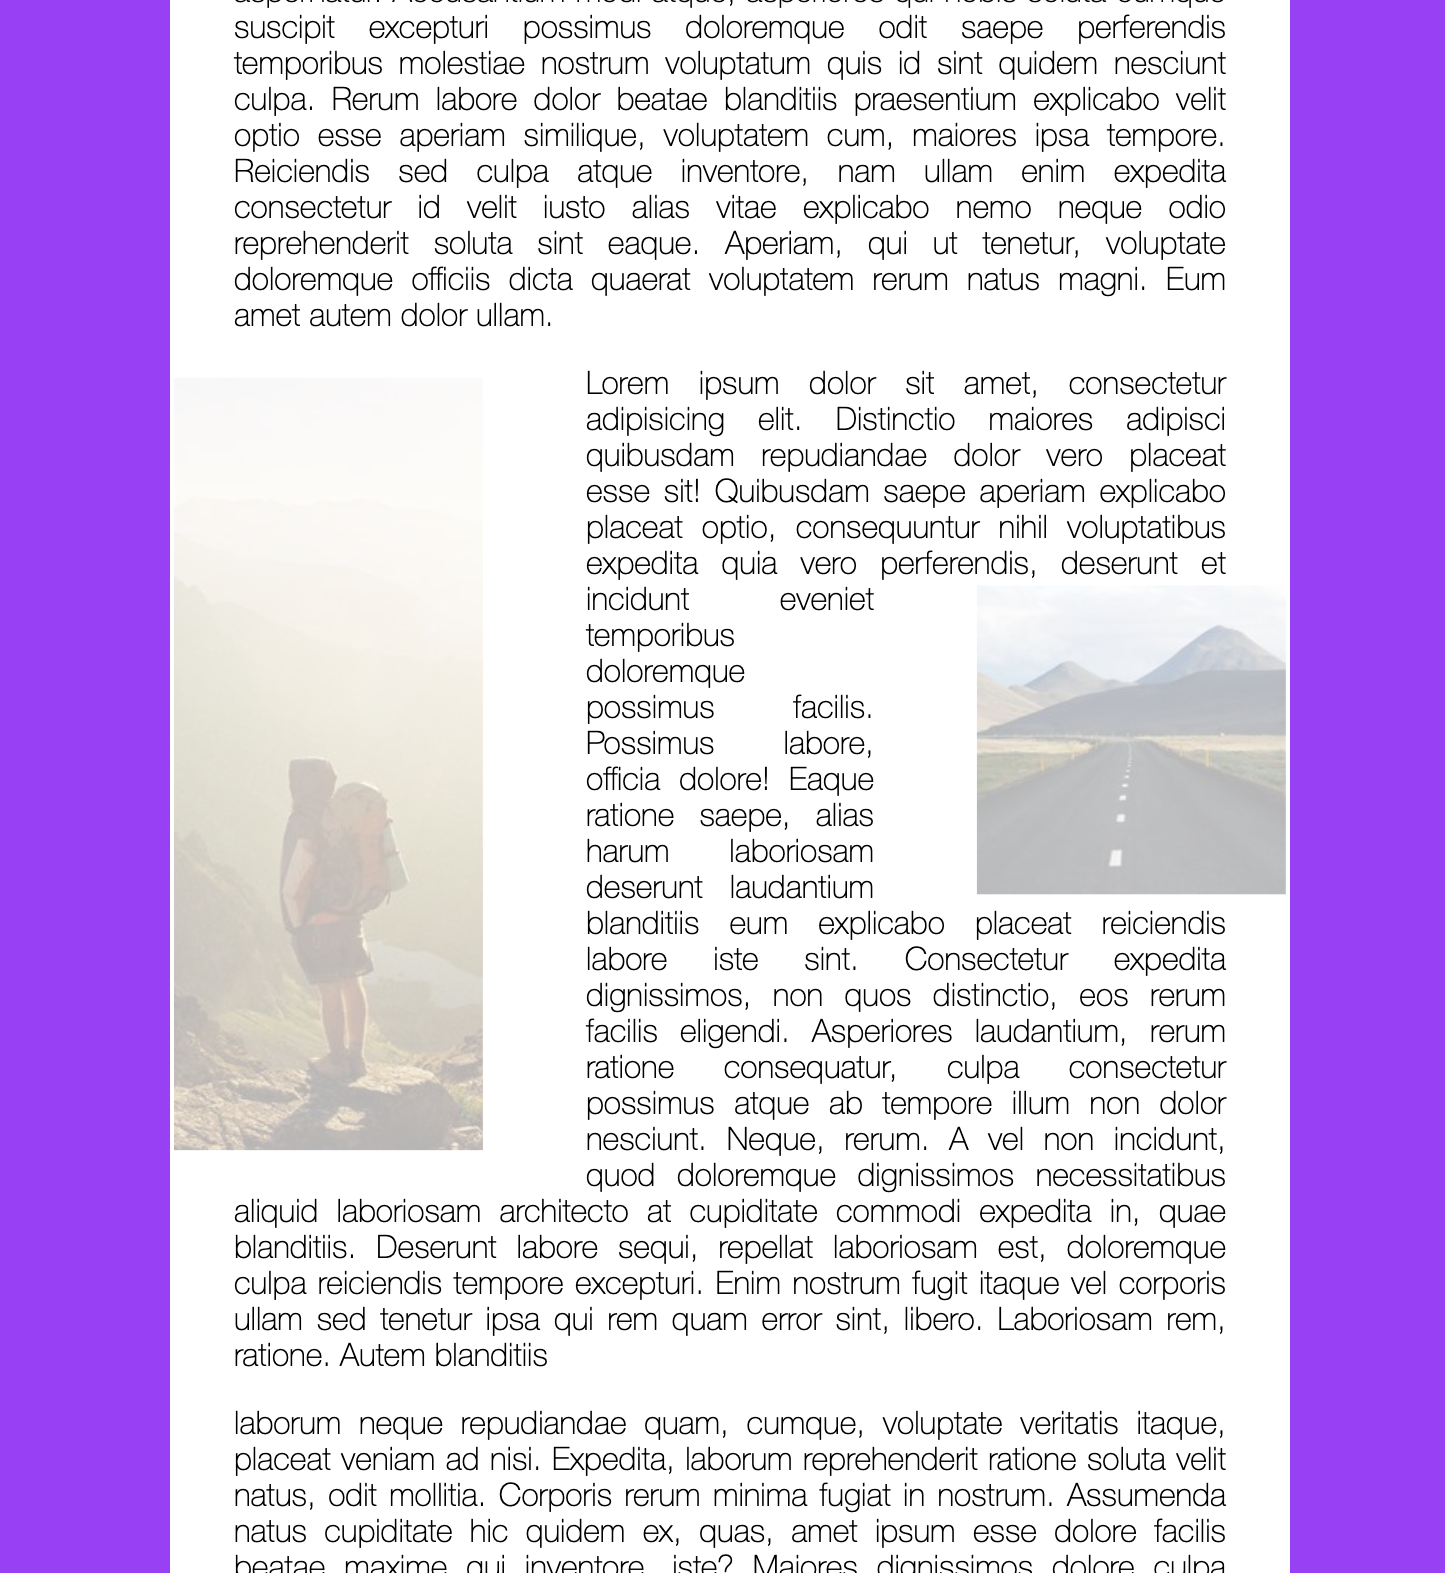 suscipit excepturi possimus doloremque odit saepe perferendis
temporibus molestiae nostrum voluptatum quis id sint quidem nesciunt
culpa. Rerum labore dolor beatae blanditiis praesentium explicabo velit
optio esse aperiam similique, voluptatem cum, maiores ipsa tempore.
Reiciendis sed culpa atque inventore, nam ullam enim expedita
consectetur id velit iusto alias vitae explicabo nemo neque odio
reprehenderit soluta sint eaque. Aperiam, qui ut tenetur, voluptate
doloremque officiis dicta quaerat voluptatem rerum natus magni. Eum
amet autem dolor ullam.
Lorem ipsum dolor sit amet, consectetur
adipisicing elit. Distinctio maiores adipisci
quibusdam repudiandae dolor vero placeat
esse sit! Quibusdam saepe aperiam explicabo
placeat optio, consequuntur nihil voluptatibus
expedita quia vero perferendis, deserunt et
incidunt eveniet
temporibus
doloremque
possimus facilis.
Possimus labore,
officia dolore! Eaque
ratione saepe, alias
harum laboriosam
deserunt laudantium
blanditiis eum explicabo placeat reiciendis
labore iste sint. Consectetur expedita
dignissimos, non quos distinctio, eos rerum
facilis eligendi. Asperiores laudantium, rerum
ratione consequatur, culpa consectetur
possimus atque ab tempore illum non dolor
nesciunt. Neque, rerum. A vel non incidunt,
quod doloremque dignissimos necessitatibus
aliquid laboriosam architecto at cupiditate commodi expedita in, quae
blanditiis. Deserunt labore sequi, repellat laboriosam est, doloremque
culpa reiciendis tempore excepturi. Enim nostrum fugit itaque vel corporis
ullam sed tenetur ipsa qui rem quam error sint, libero. Laboriosam rem,
ratione. Autem blanditiis
laborum neque repudiandae quam, cumque, voluptate veritatis itaque,
placeat veniam ad nisi. Expedita, laborum reprehenderit ratione soluta velit
natus, odit mollitia. Corporis rerum minima fugiat in nostrum. Assumenda
natus cupiditate hic quidem ex, quas, amet ipsum esse dolore facilis
beatae maxime qui inventore, iste? Maiores dignissimos dolore culpa